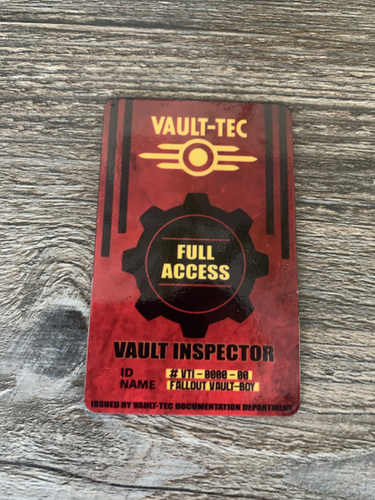 VAULT-TEC
FULL
ACCESS
VAULT INSPECTOR
ID # VTI - 0000 - 00
NAME FALLOUT VAULT-BOY
ISSUED BY VAULT-TEC DOCUMENTATION DEPARTMENT